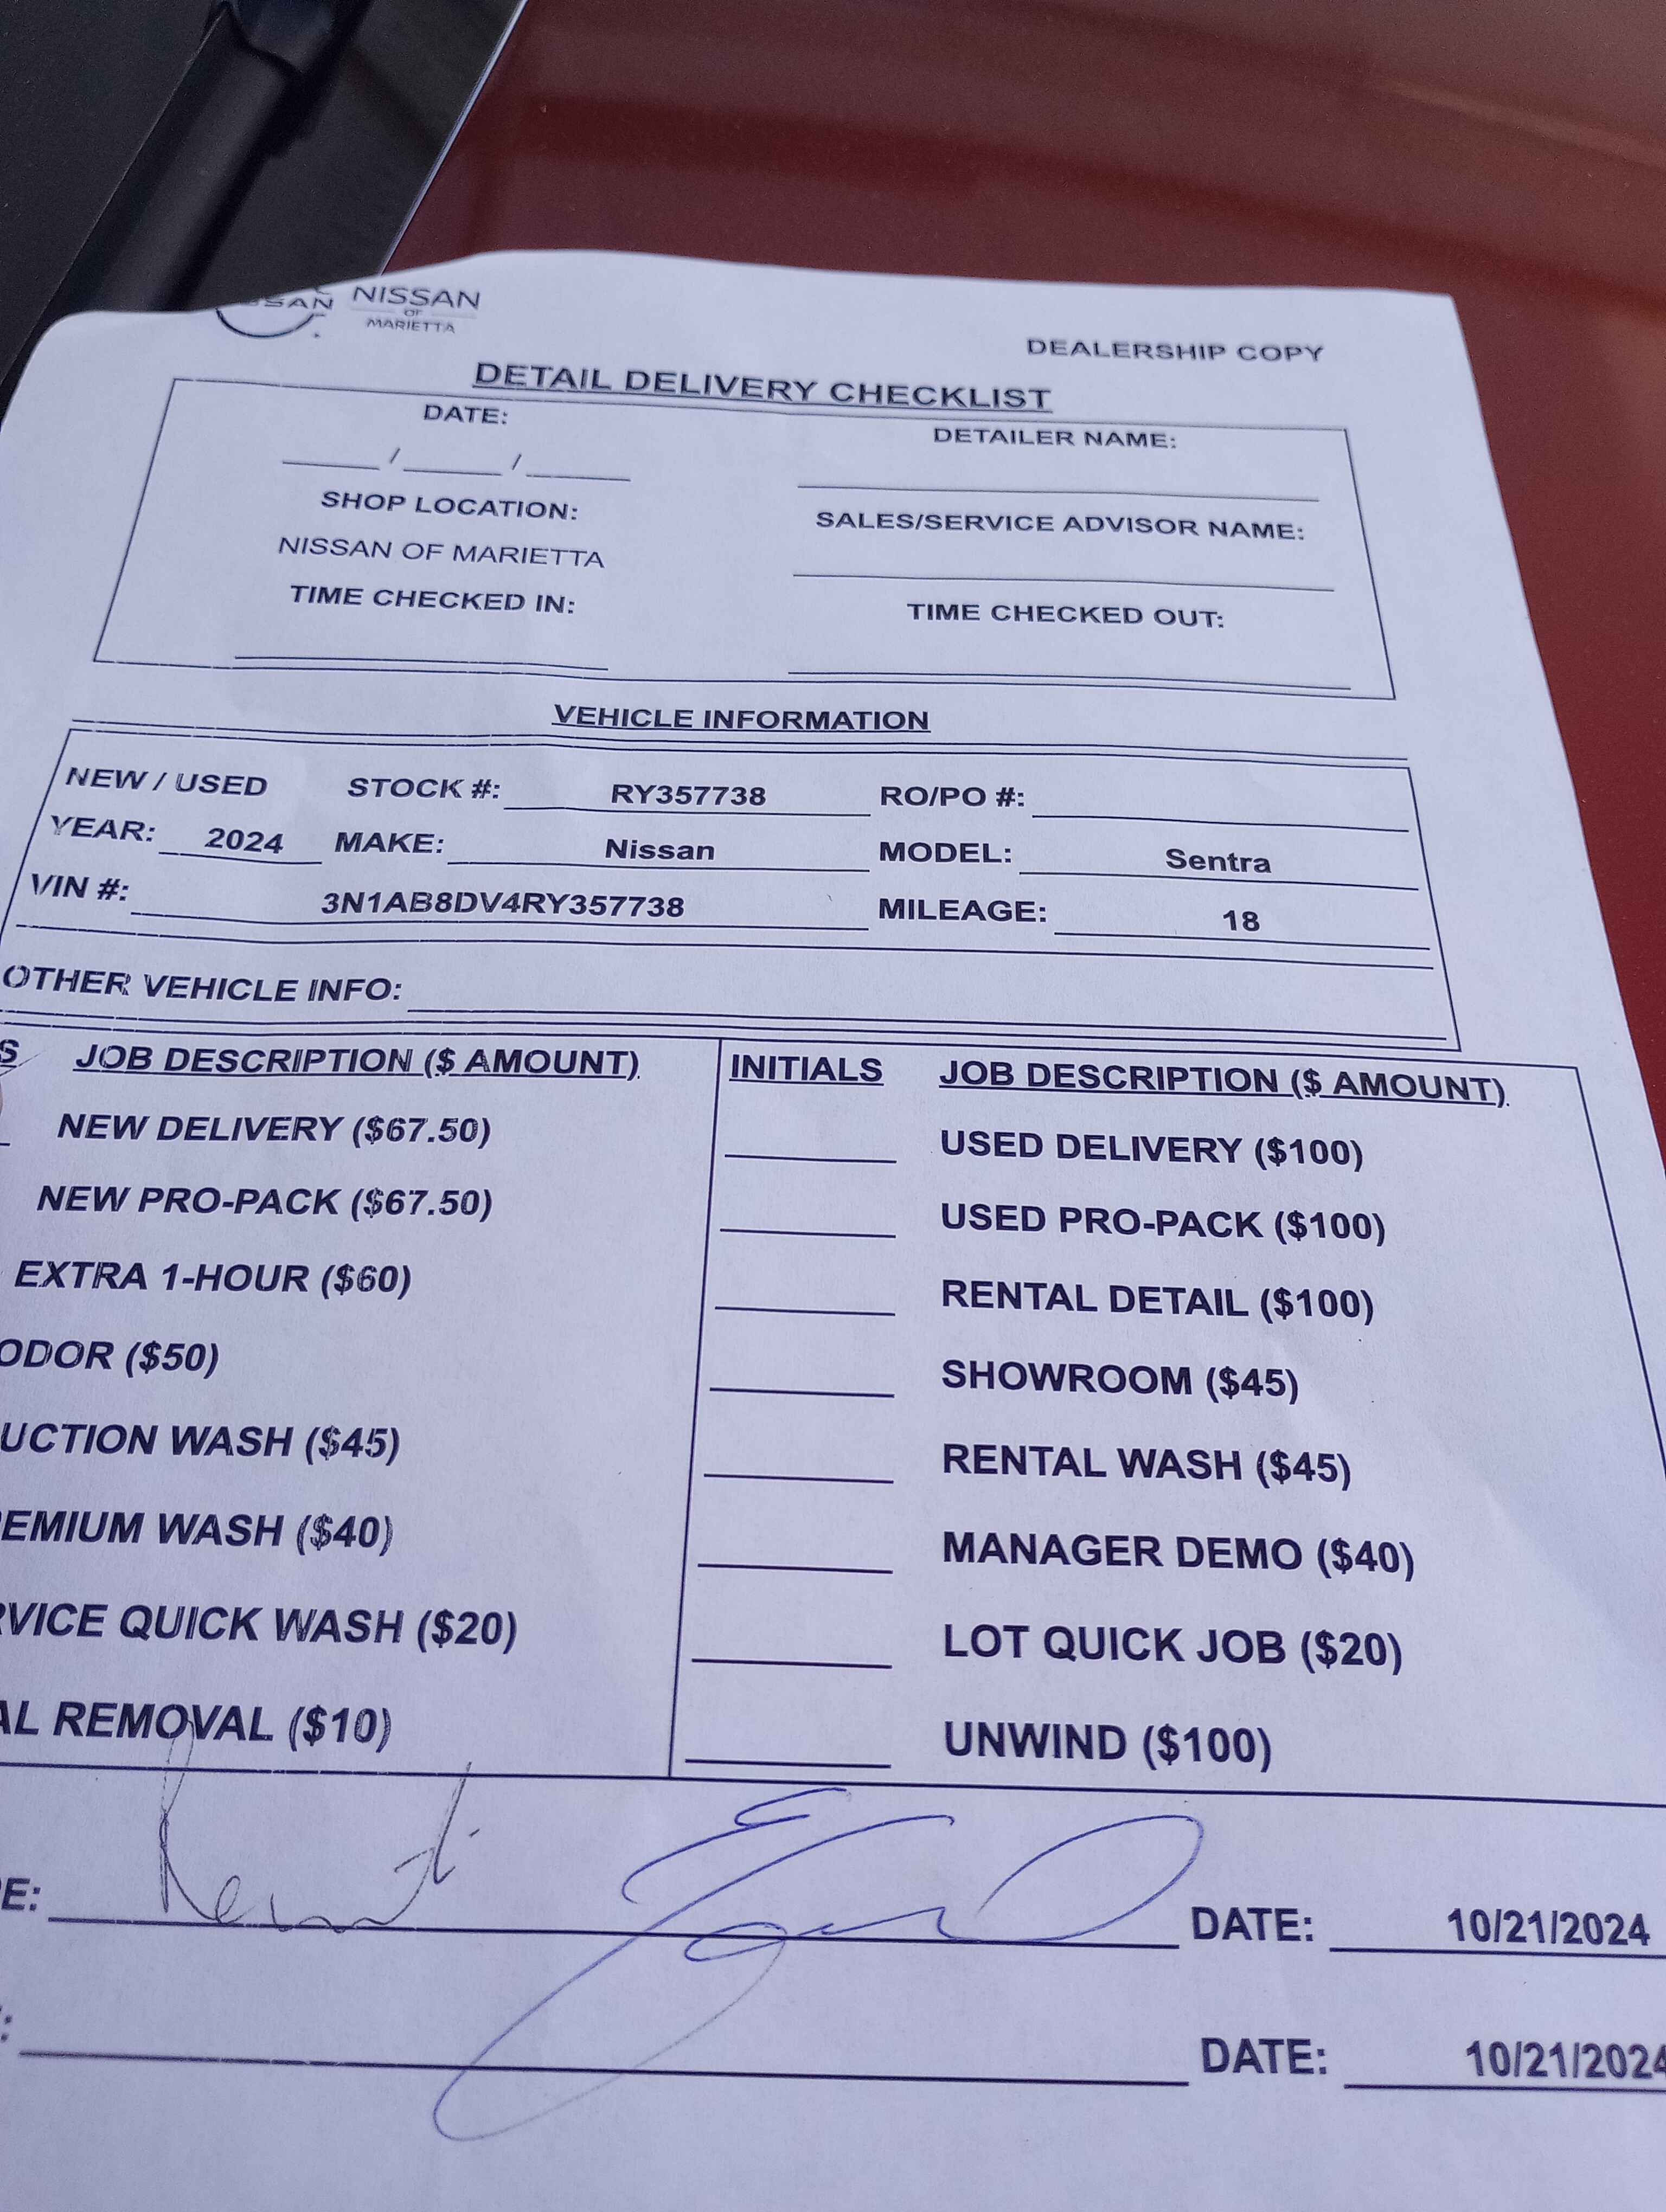 NISSAN
OF
MARIETTA
DEALERSHIP COPY
DETAIL DELIVERY CHECKLIST
DATE:
DETAILER NAME:
/ /
SHOP LOCATION:
SALES/SERVICE ADVISOR NAME:
NISSAN OF MARIETTA
TIME CHECKED IN:
TIME CHECKED OUT:
VEHICLE INFORMATION
NEW / USED STOCK #: RY357738 RO/PO #:
YEAR: 2024 MAKE: Nissan MODEL: Sentra
VIN #: 3N1AB8DV4RY357738 MILEAGE: 18
OTHER VEHICLE INFO:
S JOB DESCRIPTION ($ AMOUNT) INITIALS JOB DESCRIPTION ($ AMOUNT)
NEW DELIVERY ($67.50) USED DELIVERY ($100)
NEW PRO-PACK ($67.50) USED PRO-PACK ($100)
EXTRA 1-HOUR ($60) RENTAL DETAIL ($100)
ODOR ($50) SHOWROOM ($45)
UCTION WASH ($45) RENTAL WASH ($45)
EMIUM WASH ($40) MANAGER DEMO ($40)
RVICE QUICK WASH ($20) LOT QUICK JOB ($20)
AL REMOVAL ($10) UNWIND ($100)
E: DATE: 10/21/2024
: DATE: 10/21/2024